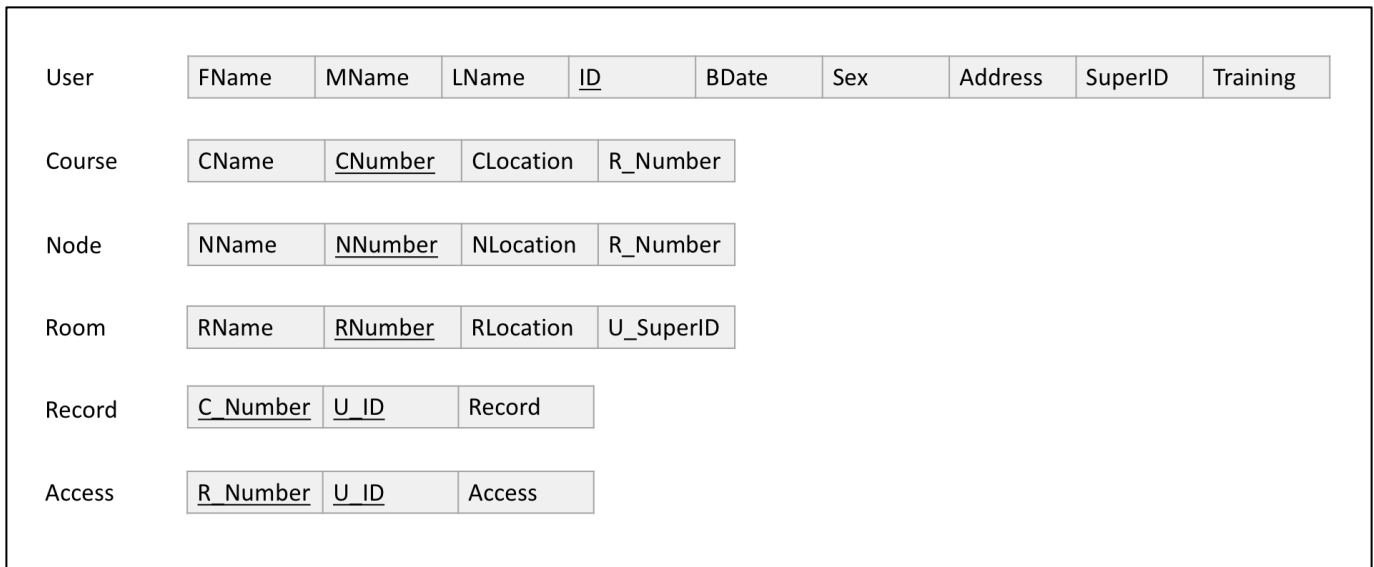 User FName MName LName ID BDate Sex Address SuperID Training
Course CName CNumber CLocation R_Number
Node NName NNumber NLocation R_Number
Room RName RNumber RLocation U_SuperID
Record C_Number U_ID Record
Access R_Number U_ID Access